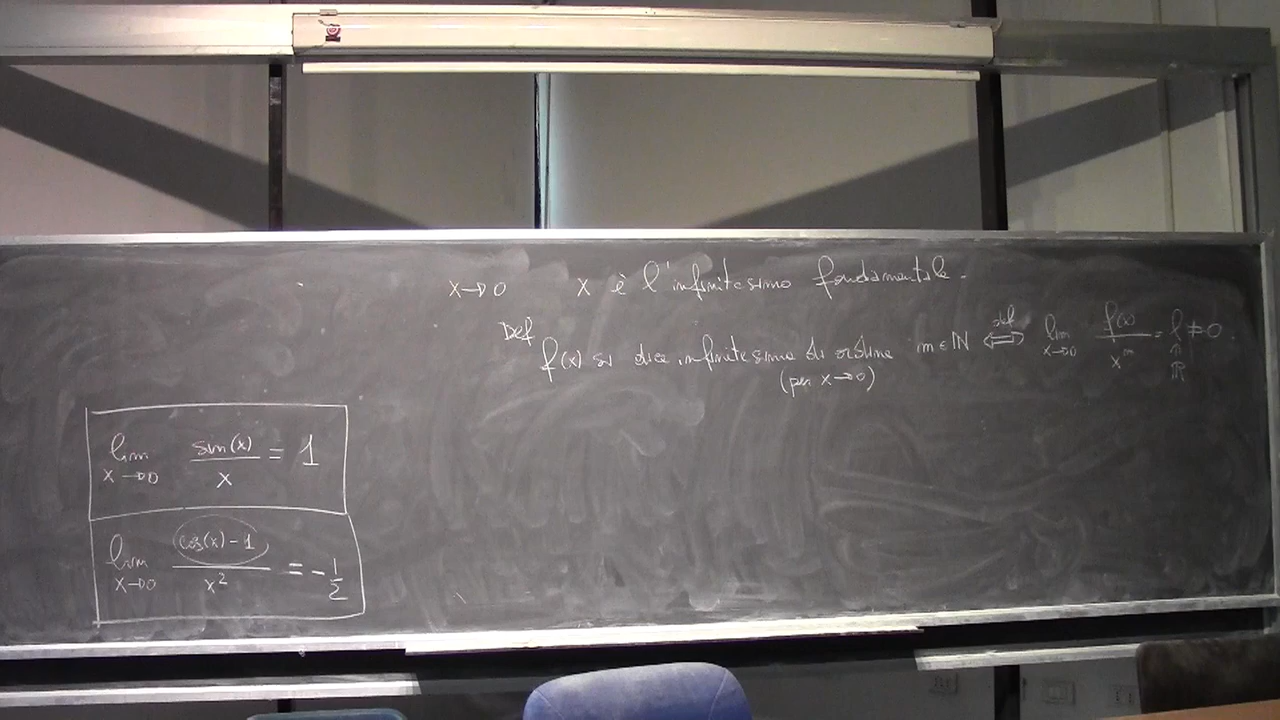 x→0 x è l'infinitesimo fondamentale.
Def
f(x) si dice infinitesimo di ordine m∈ℕ ⟺ def lim x→0 f(x)/x^m = l ≠ 0.
(per x→0) ↑ ℝ
lim x→0 sin(x)/x = 1
lim x→0 cos(x)-1/x² = -1/2